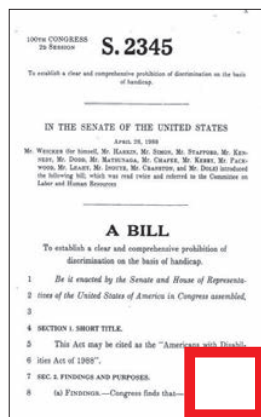 100TH CONGRESS
2D SESSION
S. 2345
To establish a clear and comprehensive prohibition of discrimination on the basis
of handicap.
IN THE SENATE OF THE UNITED STATES
APRIL 28, 1988
Mr. WEICKER (for himself, Mr. HARKIN, Mr. SIMON, Mr. STAFFORD, Mr. KEN-
NEDY, Mr. DODD, Mr. MATSUNAGA, Mr. CHAFEE, Mr. KERRY, Mr. PACK-
WOOD, Mr. LEAHY, Mr. INOUYE, Mr. CRANSTON, and Mr. DOLE) introduced
the following bill; which was read twice and referred to the Committee on
Labor and Human Resources
A BILL
To establish a clear and comprehensive prohibition of
discrimination on the basis of handicap.
1 Be it enacted by the Senate and House of Representa-
2 tives of the United States of America in Congress assembled,
3
4 SECTION 1. SHORT TITLE.
5 This Act may be cited as the "Americans with Disabili-
6 ities Act of 1988".
7 SEC. 2. FINDINGS AND PURPOSES.
8 (a) FINDINGS.—Congress finds that—